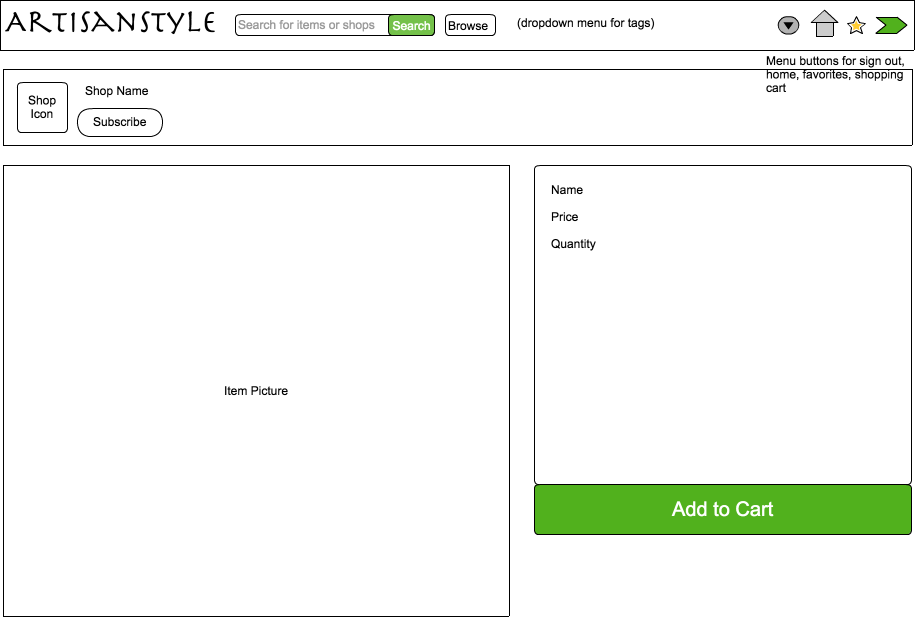 ARTISANSTYLE
Search for items or shops
Search
Browse
(dropdown menu for tags)
Menu buttons for sign out,
home, favorites, shopping
cart
Shop
Icon
Shop Name
Subscribe
Item Picture
Name
Price
Quantity
Add to Cart